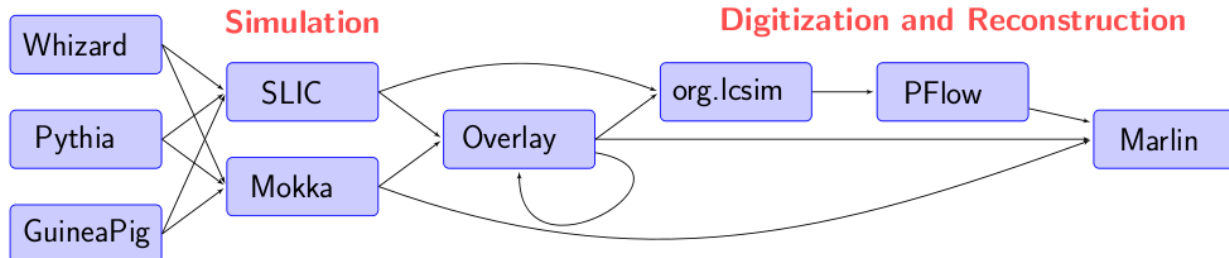 Simulation
Digitization and Reconstruction
Whizard
SLIC
org.lcsim
PFlow
Pythia
Overlay
Marlin
Mokka
GuineaPig